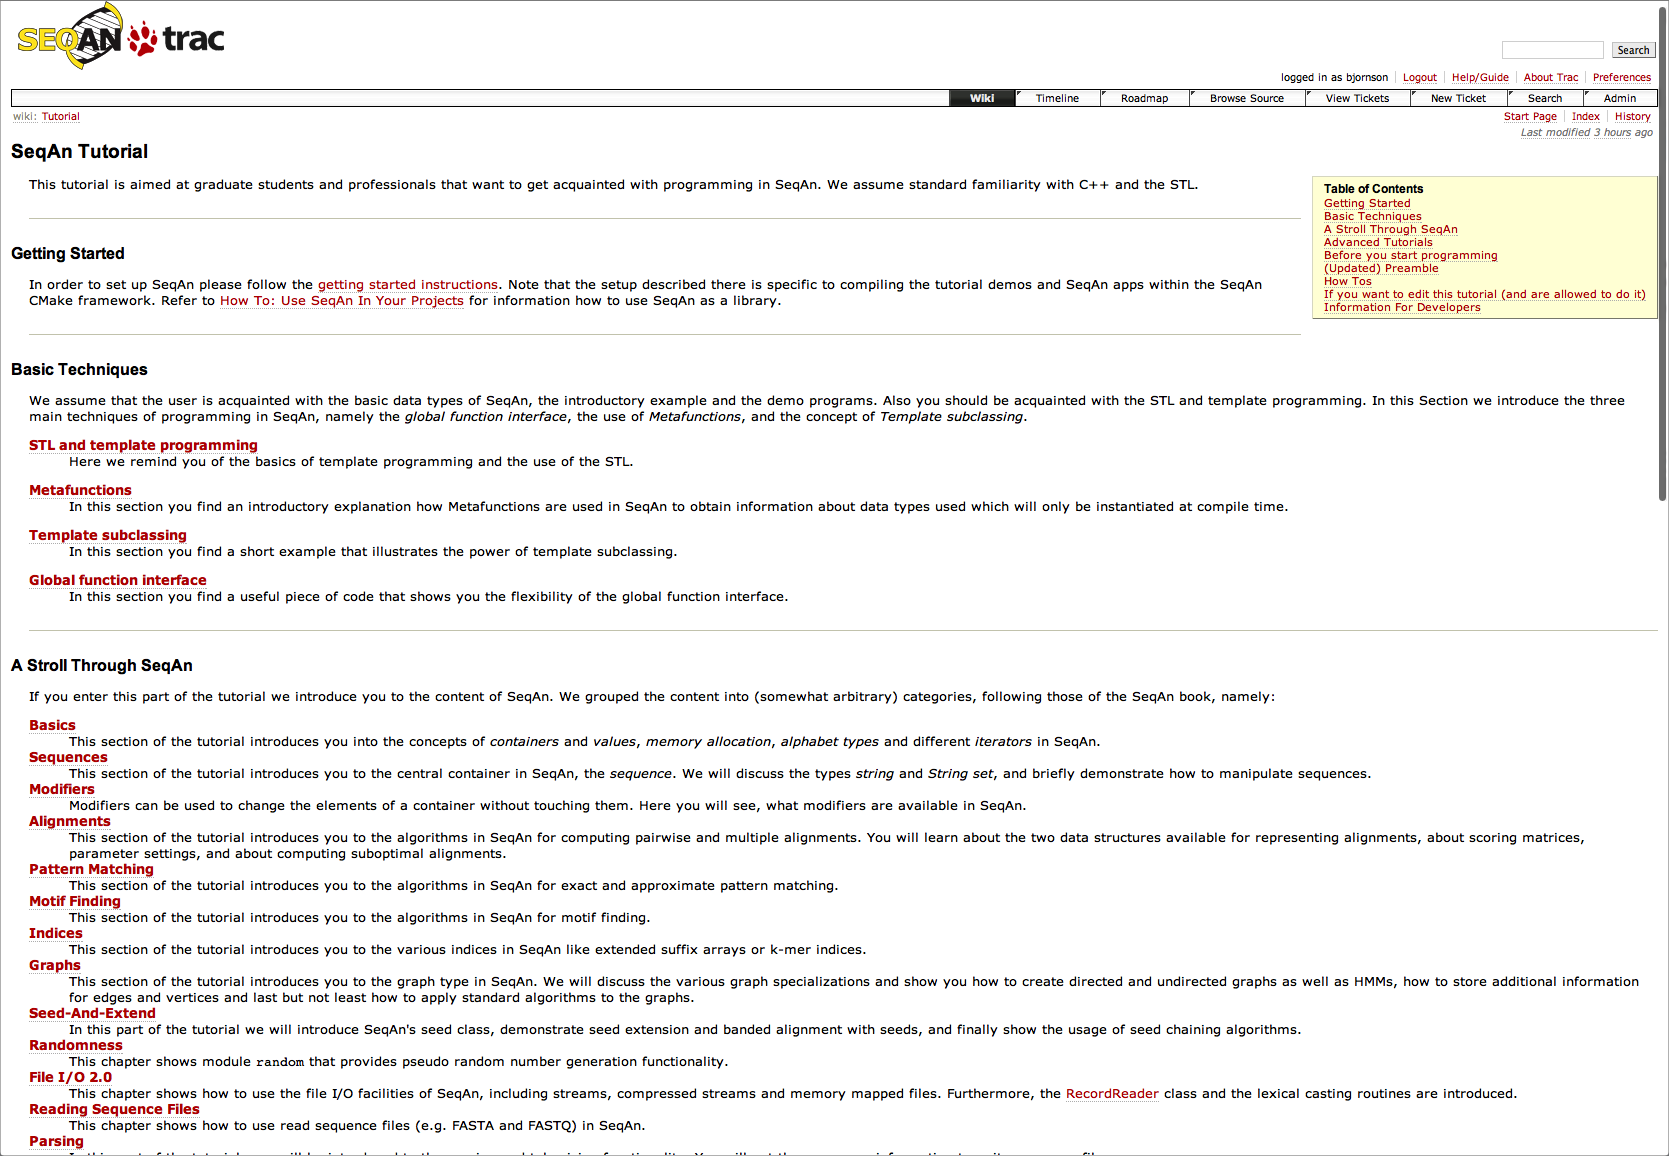 SEQAN trac
Search
logged in as bjornson Logout Help/Guide About Trac Preferences
Wiki Timeline Roadmap Browse Source View Tickets New Ticket Search Admin
wiki: Tutorial
Start Page Index History
Last modified 3 hours ago
SeqAn Tutorial
This tutorial is aimed at graduate students and professionals that want to get acquainted with programming in SeqAn. We assume standard familiarity with C++ and the STL.
Table of Contents
Getting Started
Basic Techniques
A Stroll Through SeqAn
Advanced Tutorials
Before you start programming
(Updated) Preamble
How Tos
If you want to edit this tutorial (and are allowed to do it)
Information For Developers
Getting Started
In order to set up SeqAn please follow the getting started instructions. Note that the setup described there is specific to compiling the tutorial demos and SeqAn apps within the SeqAn
CMake framework. Refer to How To: Use SeqAn In Your Projects for information how to use SeqAn as a library.
Basic Techniques
We assume that the user is acquainted with the basic data types of SeqAn, the introductory example and the demo programs. Also you should be acquainted with the STL and template programming. In this Section we introduce the three
main techniques of programming in SeqAn, namely the global function interface, the use of Metafunctions, and the concept of Template subclassing.
STL and template programming
Here we remind you of the basics of template programming and the use of the STL.
Metafunctions
In this section you find an introductory explanation how Metafunctions are used in SeqAn to obtain information about data types used which will only be instantiated at compile time.
Template subclassing
In this section you find a short example that illustrates the power of template subclassing.
Global function interface
In this section you find a useful piece of code that shows you the flexibility of the global function interface.
A Stroll Through SeqAn
If you enter this part of the tutorial we introduce you to the content of SeqAn. We grouped the content into (somewhat arbitrary) categories, following those of the SeqAn book, namely:
Basics
This section of the tutorial introduces you into the concepts of containers and values, memory allocation, alphabet types and different iterators in SeqAn.
Sequences
This section of the tutorial introduces you to the central container in SeqAn, the sequence. We will discuss the types string and String set, and briefly demonstrate how to manipulate sequences.
Modifiers
Modifiers can be used to change the elements of a container without touching them. Here you will see, what modifiers are available in SeqAn.
Alignments
This section of the tutorial introduces you to the algorithms in SeqAn for computing pairwise and multiple alignments. You will learn about the two data structures available for representing alignments, about scoring matrices,
parameter settings, and about computing suboptimal alignments.
Pattern Matching
This section of the tutorial introduces you to the algorithms in SeqAn for exact and approximate pattern matching.
Motif Finding
This section of the tutorial introduces you to the algorithms in SeqAn for motif finding.
Indices
This section of the tutorial introduces you to the various indices in SeqAn like extended suffix arrays or k-mer indices.
Graphs
This section of the tutorial introduces you to the graph type in SeqAn. We will discuss the various graph specializations and show you how to create directed and undirected graphs as well as HMMs, how to store additional information
for edges and vertices and last but not least how to apply standard algorithms to the graphs.
Seed-And-Extend
In this part of the tutorial we will introduce SeqAn's seed class, demonstrate seed extension and banded alignment with seeds, and finally show the usage of seed chaining algorithms.
Randomness
This chapter shows module random that provides pseudo random number generation functionality.
File I/O 2.0
This chapter shows how to use the file I/O facilities of SeqAn, including streams, compressed streams and memory mapped files. Furthermore, the RecordReader class and the lexical casting routines are introduced.
Reading Sequence Files
This chapter shows how to use read sequence files (e.g. FASTA and FASTQ) in SeqAn.
Parsing